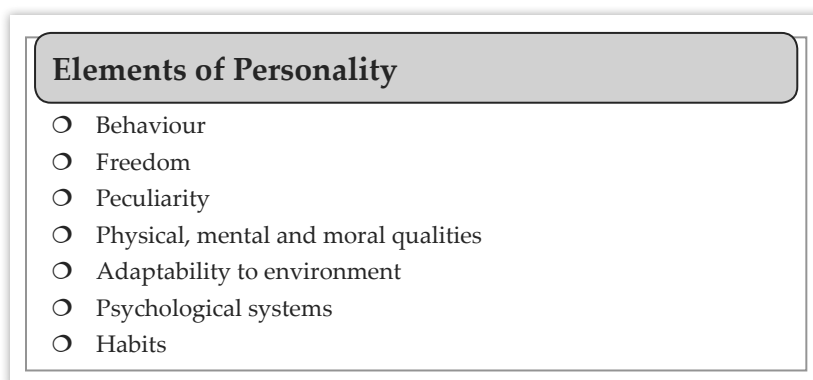 Elements of Personality
❍ Behaviour
❍ Freedom
❍ Peculiarity
❍ Physical, mental and moral qualities
❍ Adaptability to environment
❍ Psychological systems
❍ Habits